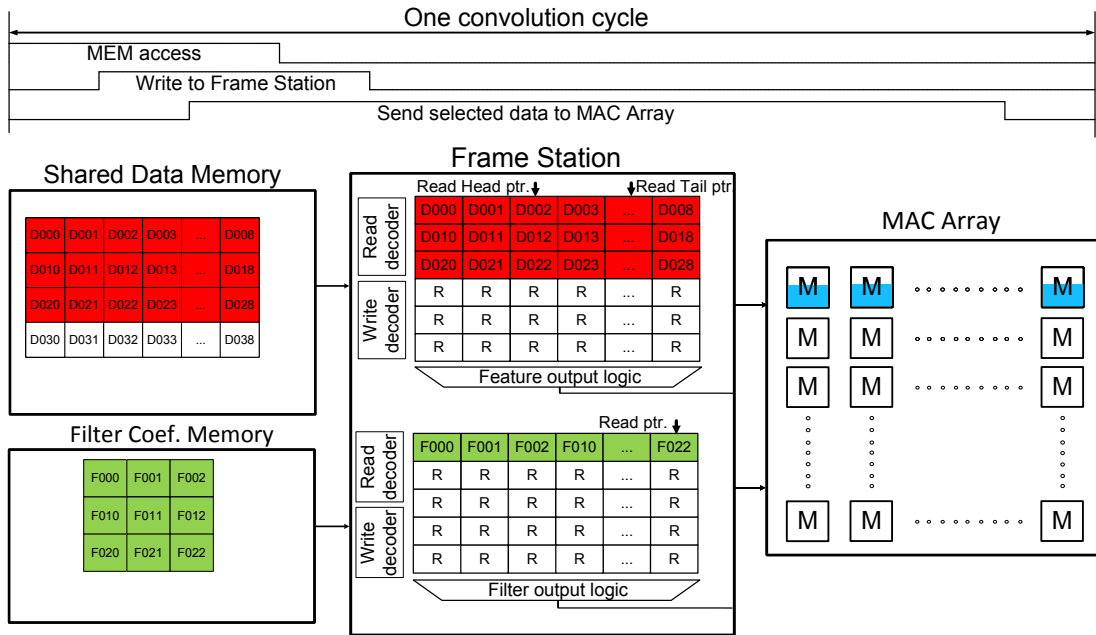 One convolution cycle
MEM access
Write to Frame Station
Send selected data to MAC Array
Shared Data Memory
D000 D001 D002 D003 ... D008
D010 D011 D012 D013 ... D018
D020 D021 D022 D023 ... D028
D030 D031 D032 D033 ... D038
Filter Coef. Memory
F000 F001 F002
F010 F011 F012
F020 F021 F022
Frame Station
Read Head ptr. Read Tail ptr
Read decoder
Write decoder
D000 D001 D002 D003 ... D008
D010 D011 D012 D013 ... D018
D020 D021 D022 D023 ... D028
R R R R ... R
R R R R ... R
R R R R ... R
Feature output logic
Read ptr.
Read decoder
Write decoder
F000 F001 F002 F010 ... F022
R R R R ... R
R R R R ... R
R R R R ... R
R R R R ... R
Filter output logic
MAC Array
M M M
M M M
M M M
M M M